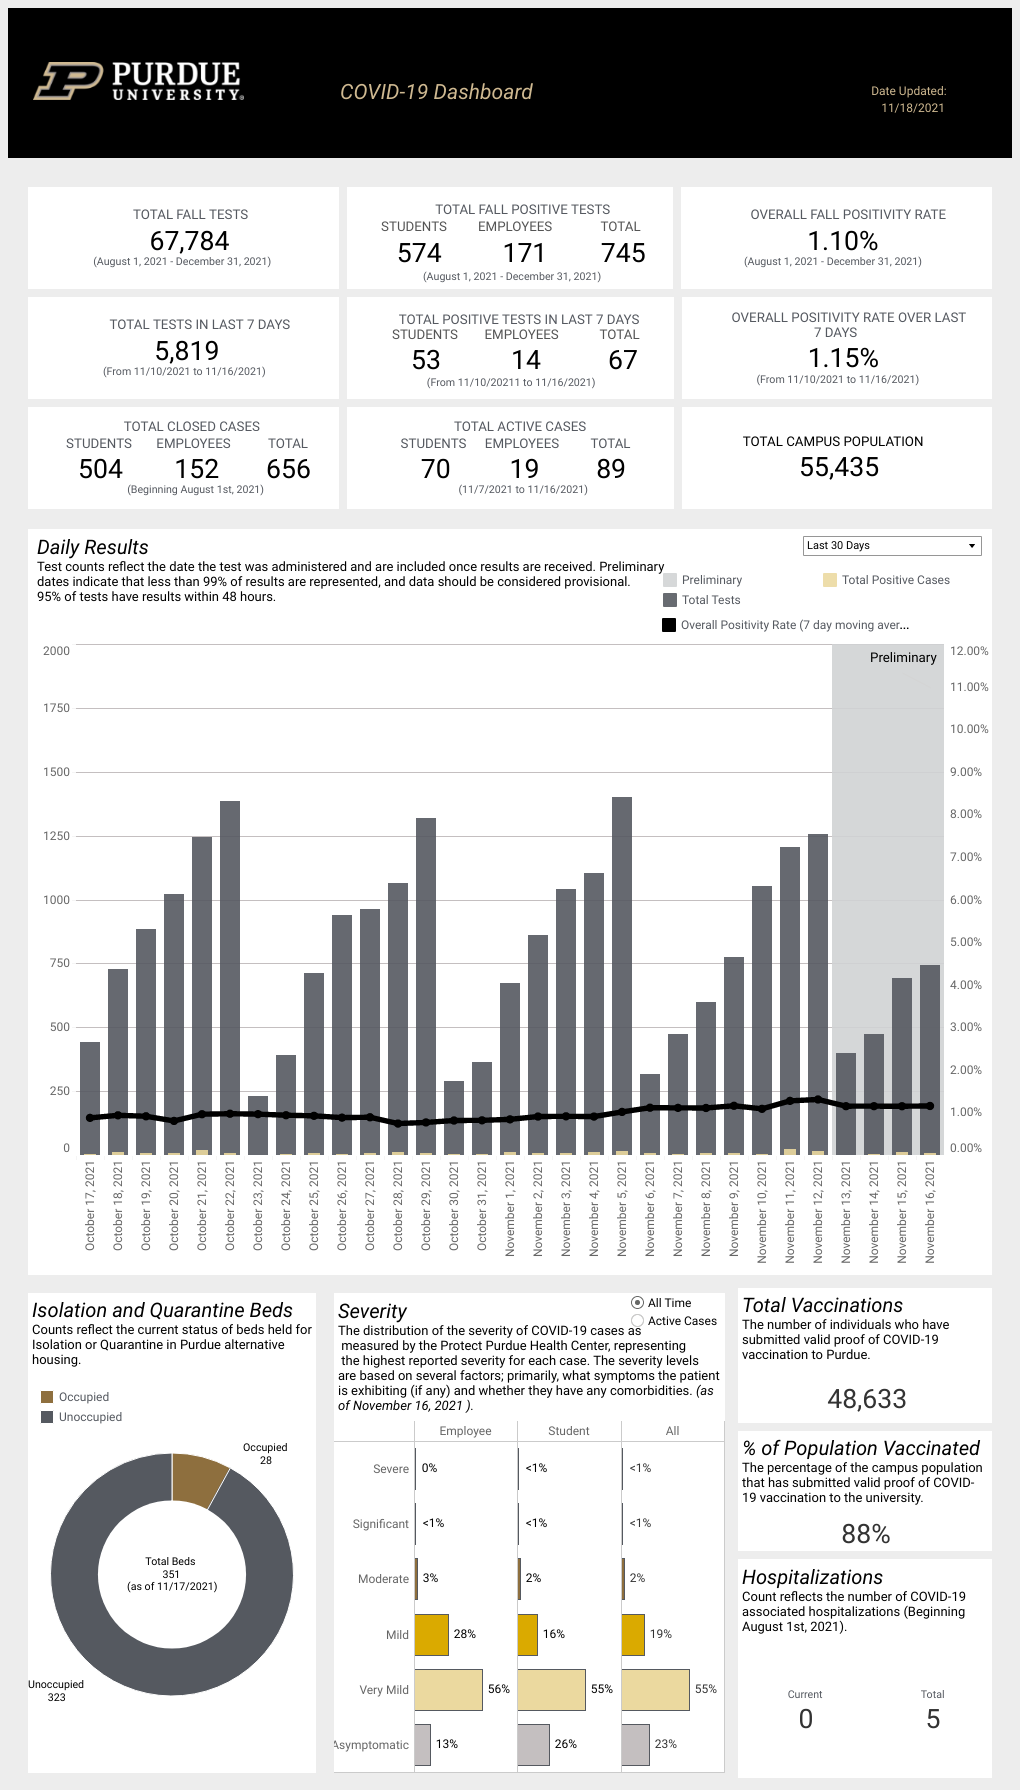 PURDUE
UNIVERSITY®
COVID-19 Dashboard
Date Updated:
11/18/2021
TOTAL FALL TESTS
67,784
(August 1, 2021 - December 31, 2021)
TOTAL FALL POSITIVE TESTS
STUDENTS EMPLOYEES TOTAL
574 171 745
(August 1, 2021 - December 31, 2021)
OVERALL FALL POSITIVITY RATE
1.10%
(August 1, 2021 - December 31, 2021)
TOTAL TESTS IN LAST 7 DAYS
5,819
(From 11/10/2021 to 11/16/2021)
TOTAL POSITIVE TESTS IN LAST 7 DAYS
STUDENTS EMPLOYEES TOTAL
53 14 67
(From 11/10/20211 to 11/16/2021)
OVERALL POSITIVITY RATE OVER LAST
7 DAYS
1.15%
(From 11/10/2021 to 11/16/2021)
TOTAL CLOSED CASES
STUDENTS EMPLOYEES TOTAL
504 152 656
(Beginning August 1st, 2021)
TOTAL ACTIVE CASES
STUDENTS EMPLOYEES TOTAL
70 19 89
(11/7/2021 to 11/16/2021)
TOTAL CAMPUS POPULATION
55,435
Daily Results
Last 30 Days
Test counts reflect the date the test was administered and are included once results are received. Preliminary
dates indicate that less than 99% of results are represented, and data should be considered provisional.
95% of tests have results within 48 hours.
Preliminary
Total Positive Cases
Total Tests
Overall Positivity Rate (7 day moving aver...
Preliminary
2000
1750
1500
1250
1000
750
500
250
0
12.00%
11.00%
10.00%
9.00%
8.00%
7.00%
6.00%
5.00%
4.00%
3.00%
2.00%
1.00%
0.00%
October 17, 2021
October 18, 2021
October 19, 2021
October 20, 2021
October 21, 2021
October 22, 2021
October 23, 2021
October 24, 2021
October 25, 2021
October 26, 2021
October 27, 2021
October 28, 2021
October 29, 2021
October 30, 2021
October 31, 2021
November 1, 2021
November 2, 2021
November 3, 2021
November 4, 2021
November 5, 2021
November 6, 2021
November 7, 2021
November 8, 2021
November 9, 2021
November 10, 2021
November 11, 2021
November 12, 2021
November 13, 2021
November 14, 2021
November 15, 2021
November 16, 2021
Isolation and Quarantine Beds
Counts reflect the current status of beds held for
Isolation or Quarantine in Purdue alternative
housing.
Occupied
Unoccupied
Occupied
28
Total Beds
351
(as of 11/17/2021)
Unoccupied
323
Severity
All Time
Active Cases
The distribution of the severity of COVID-19 cases as
measured by the Protect Purdue Health Center, representing
the highest reported severity for each case. The severity levels
are based on several factors; primarily, what symptoms the patient
is exhibiting (if any) and whether they have any comorbidities. (as
of November 16, 2021 ).
Employee Student All
Severe 0% <1% <1%
Significant <1% <1% <1%
Moderate 3% 2% 2%
Mild 28% 16% 19%
Very Mild 56% 55% 55%
Asymptomatic 13% 26% 23%
Total Vaccinations
The number of individuals who have
submitted valid proof of COVID-19
vaccination to Purdue.
48,633
% of Population Vaccinated
The percentage of the campus population
that has submitted valid proof of COVID-
19 vaccination to the university.
88%
Hospitalizations
Count reflects the number of COVID-19
associated hospitalizations (Beginning
August 1st, 2021).
Current Total
0 5